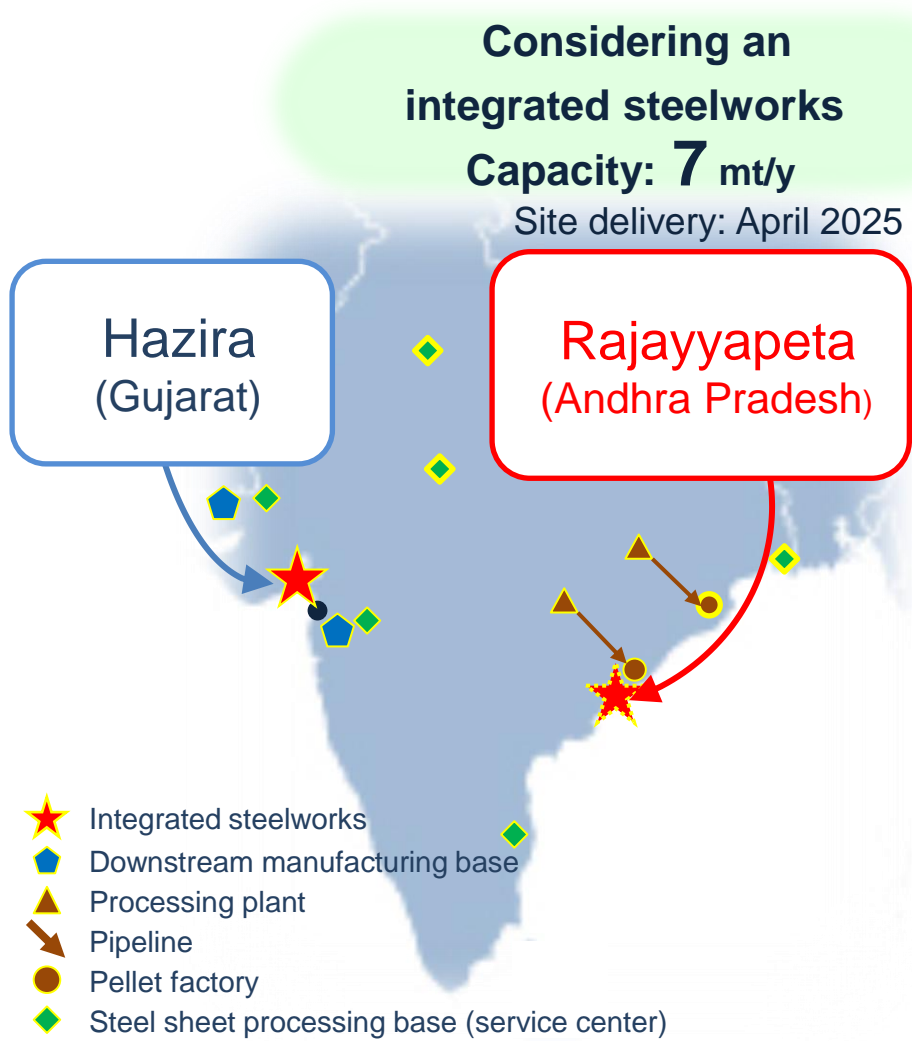 Considering an
integrated steelworks
Capacity: 7 mt/y
Site delivery: April 2025
Hazira
(Gujarat)
Rajayyapeta
(Andhra Pradesh)
Integrated steelworks
Downstream manufacturing base
Processing plant
Pipeline
Pellet factory
Steel sheet processing base (service center)